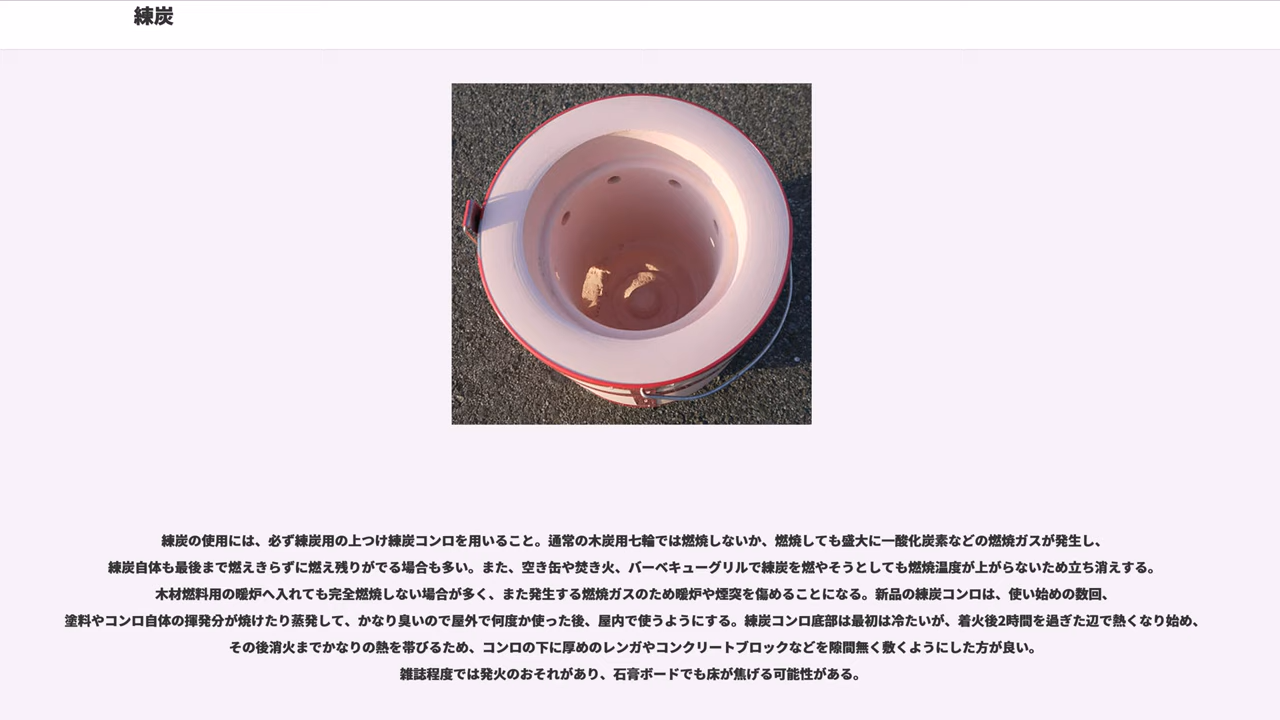 練炭
練炭の使用には、必ず練炭用の上つけ練炭コンロを用いること。通常の木炭用七輪では燃焼しないか、燃焼しても盛大に一酸化炭素などの燃焼ガスが発生し、
練炭自体も最後まで燃えきらずに燃え残りがでる場合も多い。また、空き缶や焚き火、バーベキューグリルで練炭を燃やそうとしても燃焼温度が上がらないため立ち消えする。
木材燃料用の暖炉へ入れても完全燃焼しない場合が多く、また発生する燃焼ガスのため暖炉や煙突を傷めることになる。新品の練炭コンロは、使い始めの数回、
塗料やコンロ自体の揮発分が焼けたり蒸発して、かなり臭いので屋外で何度か使った後、屋内で使うようにする。練炭コンロ底部は最初は冷たいが、着火後2時間を過ぎた辺で熱くなり始め、
その後消火までかなりの熱を帯びるため、コンロの下に厚めのレンガやコンクリートブロックなどを隙間無く敷くようにした方が良い。
雑誌程度では発火のおそれがあり、石膏ボードでも床が焦げる可能性がある。